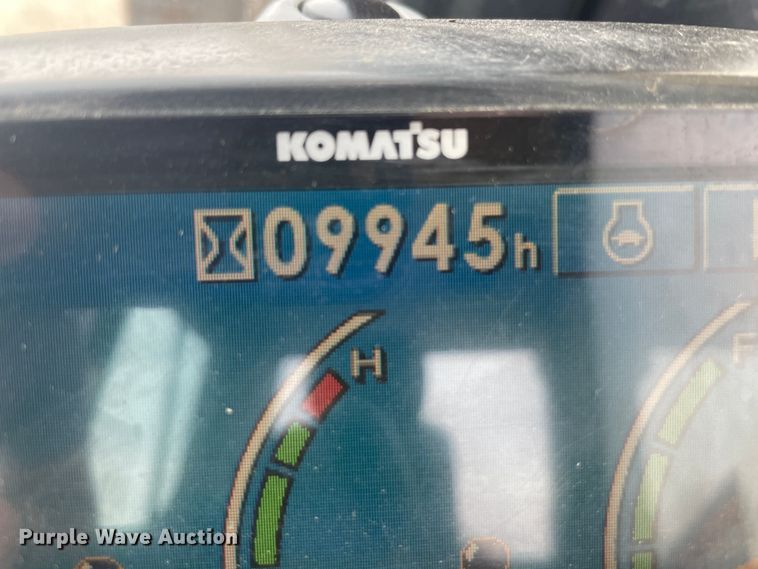 KOMATSU
09945h
H
F
Purple Wave Auction